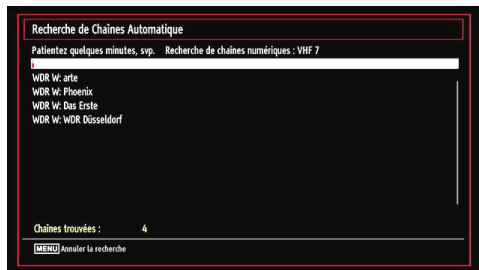 Recherche de Chaines Automatique
Patientez quelques minutes, svp. Recherche de chaînes numériques : VHF 7
WDR W: arte
WDR W: Phoenix
WDR W: Das Erste
WDR W: WDR Düsseldorf
Chaînes trouvées : 4
MENU Annuler la recherche